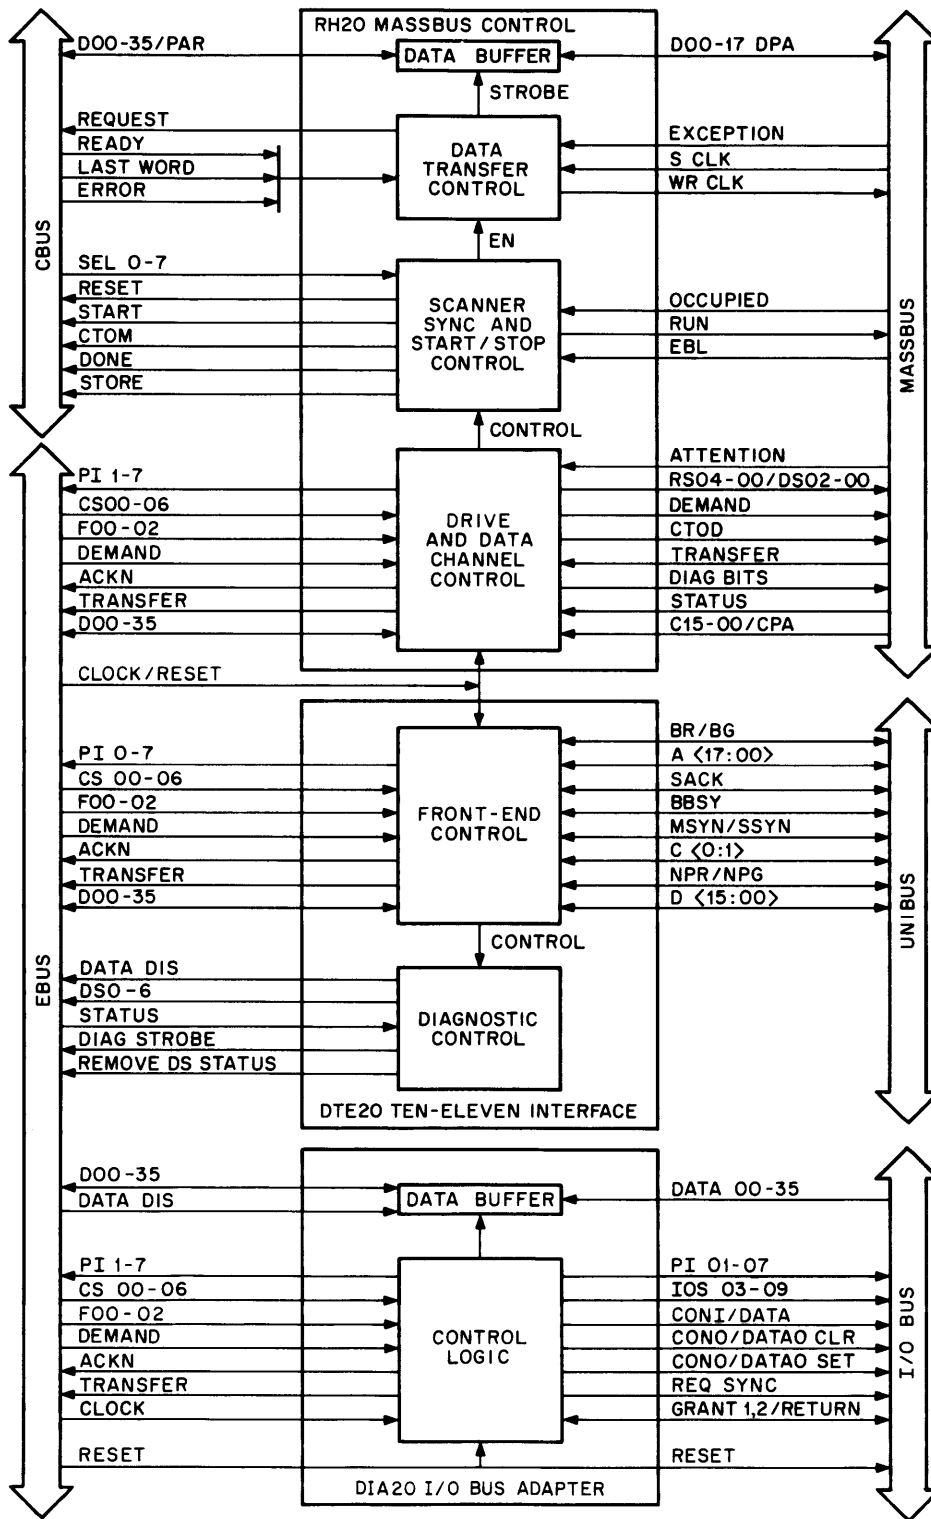 RH20 MASSBUS CONTROL
D00-35/PAR
DATA BUFFER
D00-17 DPA
STROBE
REQUEST
READY
LAST WORD
ERROR
DATA
TRANSFER
CONTROL
EXCEPTION
S CLK
WR CLK
CBUS
EN
SEL 0-7
RESET
START
CTOM
DONE
STORE
SCANNER
SYNC AND
START/STOP
CONTROL
OCCUPIED
RUN
EBL
MASSBUS
CONTROL
PI 1-7
CS00-06
F00-02
DEMAND
ACKN
TRANSFER
D00-35
DRIVE
AND DATA
CHANNEL
CONTROL
ATTENTION
RS04-00/DS02-00
DEMAND
CTOD
TRANSFER
DIAG BITS
STATUS
C15-00/CPA
CLOCK/RESET
PI 0-7
CS 00-06
F00-02
DEMAND
ACKN
TRANSFER
D00-35
FRONT-END
CONTROL
BR/BG
A <17:00>
SACK
BBSY
MSYN/SSYN
C <0:1>
NPR/NPG
D <15:00>
UNIBUS
CONTROL
EBUS
DATA DIS
DS0-6
STATUS
DIAG STROBE
REMOVE DS STATUS
DIAGNOSTIC
CONTROL
DTE20 TEN-ELEVEN INTERFACE
D00-35
DATA DIS
DATA BUFFER
DATA 00-35
PI 1-7
CS 00-06
F00-02
DEMAND
ACKN
TRANSFER
CLOCK
RESET
CONTROL
LOGIC
PI 01-07
IOS 03-09
CONI/DATA
CONO/DATAO CLR
CONO/DATAO SET
REQ SYNC
GRANT 1,2/RETURN
RESET
I/O BUS
DIA20 I/O BUS ADAPTER